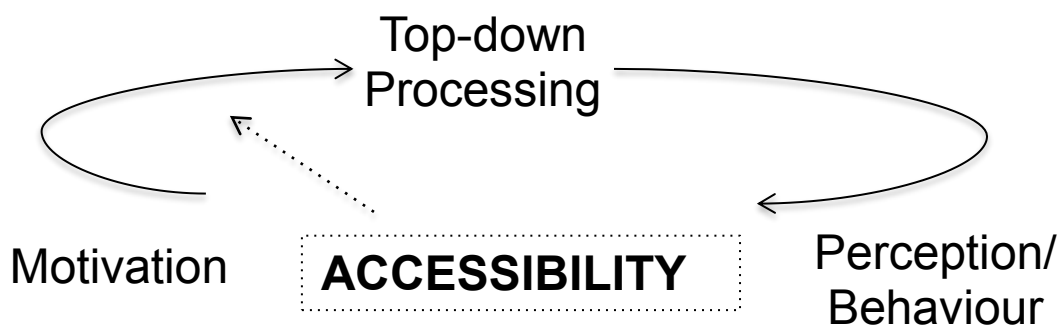 Top-down
Processing
Motivation
ACCESSIBILITY
Perception/
Behaviour